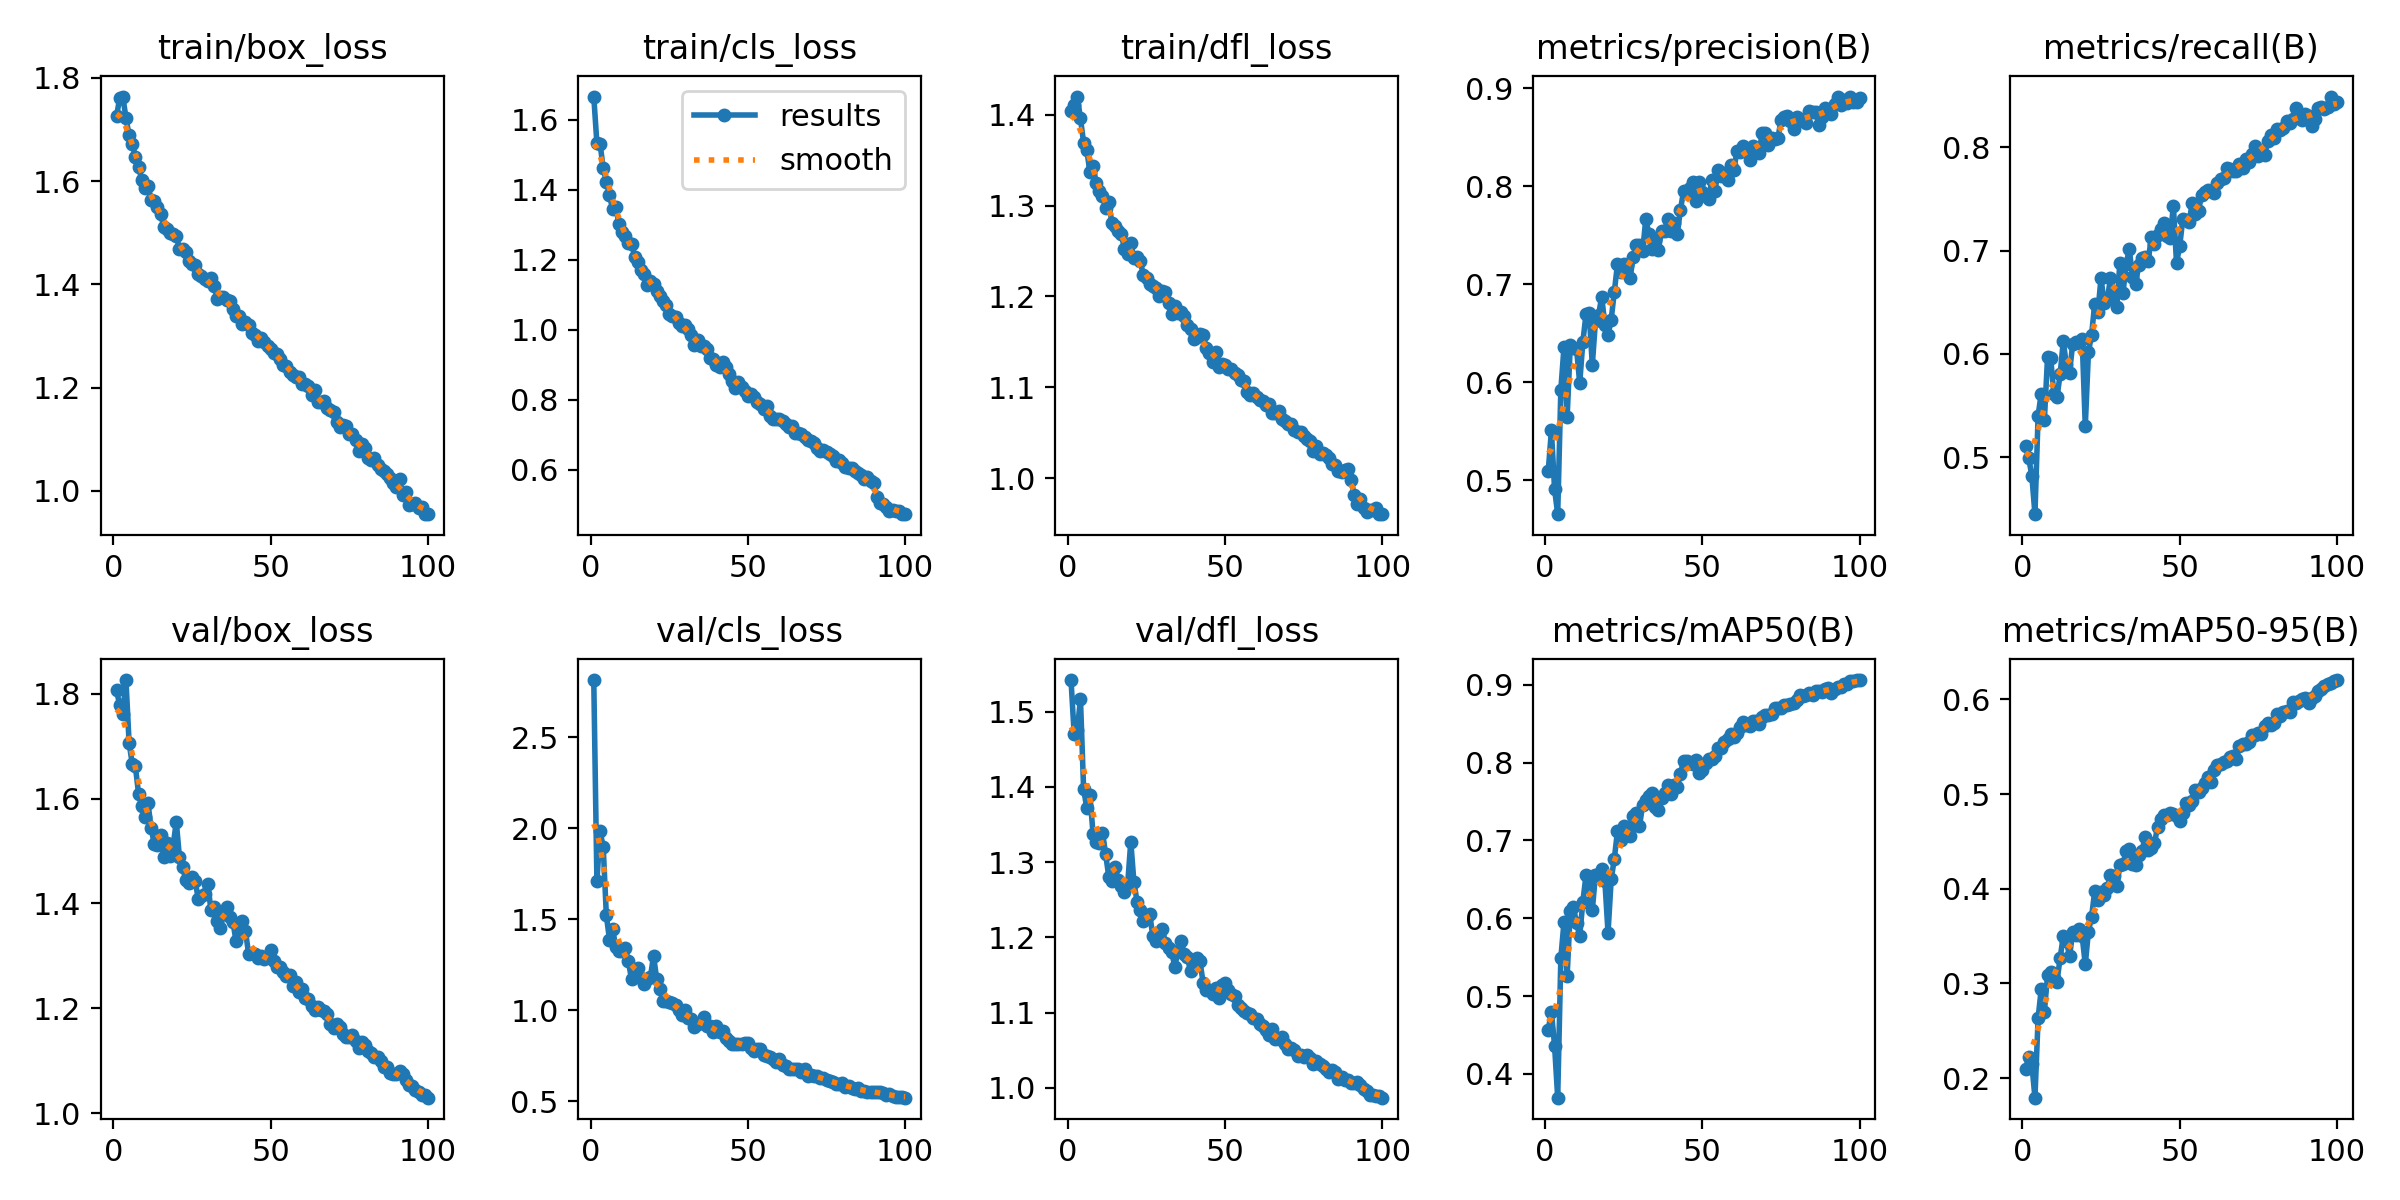 train/box_loss
1.8
1.6
1.4
1.2
1.0
0 50 100
train/cls_loss
results
smooth
1.6
1.4
1.2
1.0
0.8
0.6
0 50 100
train/dfl_loss
1.4
1.3
1.2
1.1
1.0
0 50 100
metrics/precision(B)
0.9
0.8
0.7
0.6
0.5
0 50 100
metrics/recall(B)
0.8
0.7
0.6
0.5
0 50 100
val/box_loss
1.8
1.6
1.4
1.2
1.0
0 50 100
val/cls_loss
2.5
2.0
1.5
1.0
0.5
0 50 100
val/dfl_loss
1.5
1.4
1.3
1.2
1.1
1.0
0 50 100
metrics/mAP50(B)
0.9
0.8
0.7
0.6
0.5
0.4
0 50 100
metrics/mAP50-95(B)
0.6
0.5
0.4
0.3
0.2
0 50 100